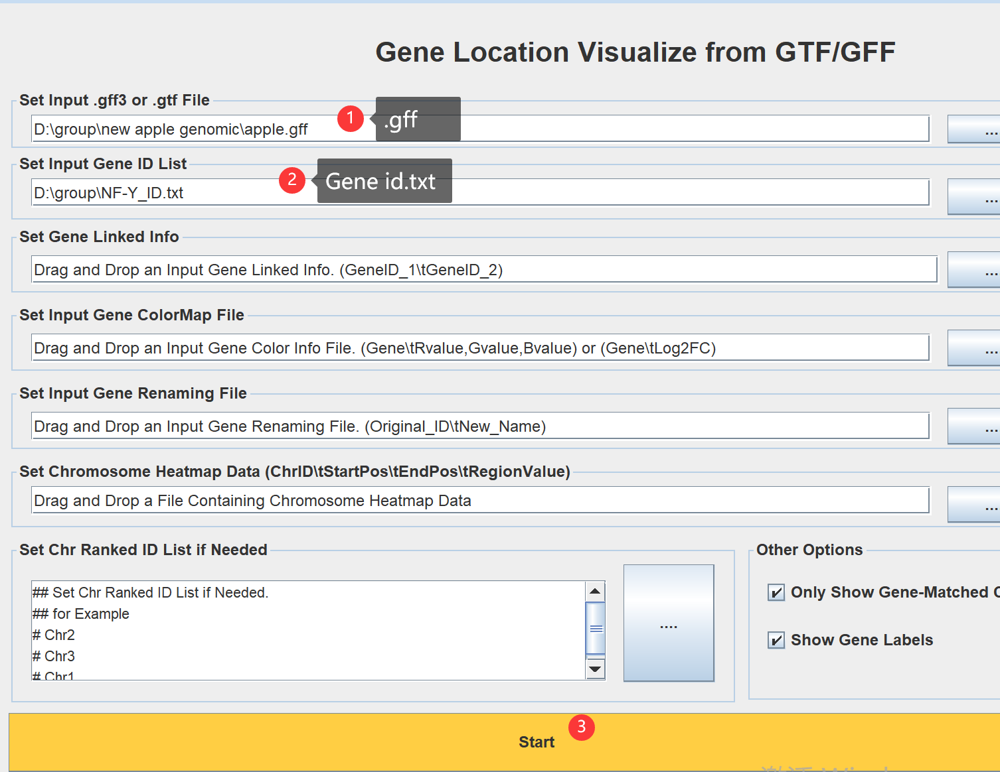 Gene Location Visualize from GTF/GFF
Set Input .gff3 or .gtf File
D:\group\new apple genomic\apple.gff
1
.gff
...
Set Input Gene ID List
D:\group\NF-Y_ID.txt
2
Gene id.txt
...
Set Gene Linked Info
Drag and Drop an Input Gene Linked Info. (GeneID_1\tGeneID_2)
...
Set Input Gene ColorMap File
Drag and Drop an Input Gene Color Info File. (Gene\tRvalue,Gvalue,Bvalue) or (Gene\tLog2FC)
...
Set Input Gene Renaming File
Drag and Drop an Input Gene Renaming File. (Original_ID\tNew_Name)
...
Set Chromosome Heatmap Data (ChrID\tStartPos\tEndPos\tRegionValue)
Drag and Drop a File Containing Chromosome Heatmap Data
...
Set Chr Ranked ID List if Needed
## Set Chr Ranked ID List if Needed.
## for Example
# Chr2
# Chr3
# Chr1
....
Other Options
Only Show Gene-Matched
Show Gene Labels
Start
3